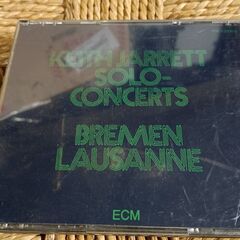 KEITH JARRETT
SOLO-
CONCERTS
BREMEN
LAUSANNE
ECM